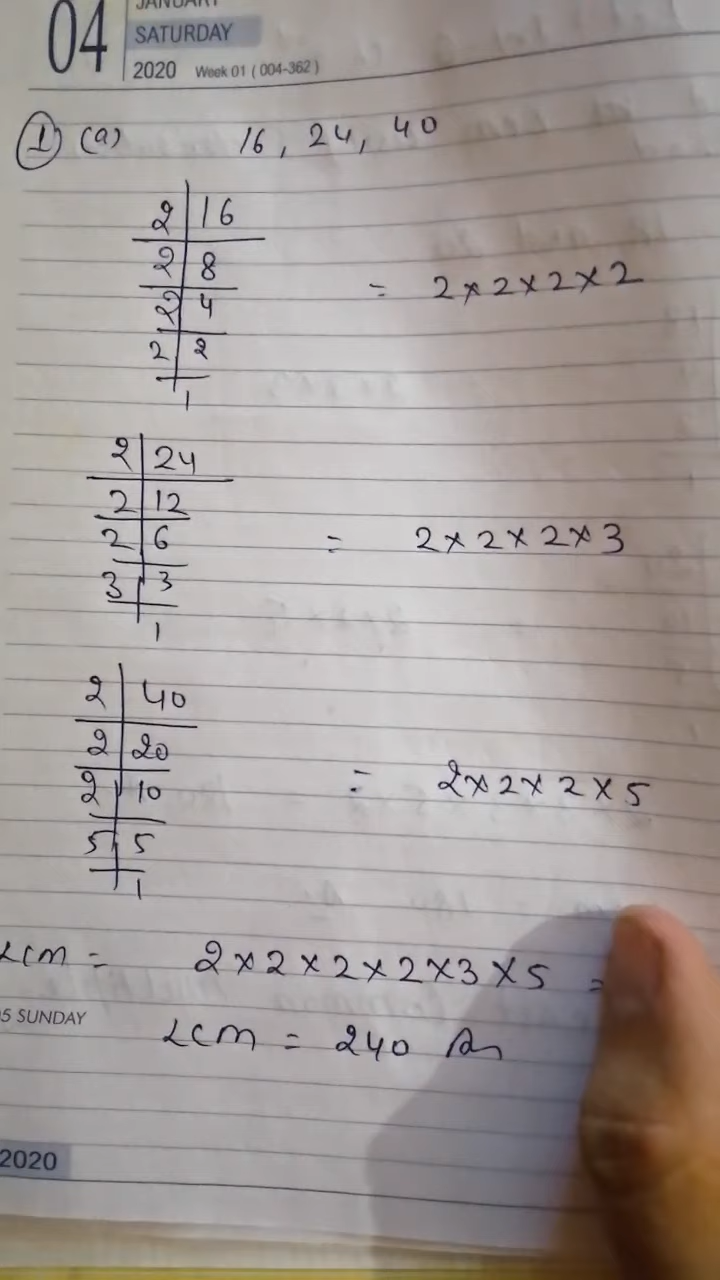 JANUARY
04 SATURDAY
2020 Week 01 (004-362)
① (a) 16, 24, 40
2 | 16
2 | 8
2 | 4 = 2×2×2×2
2 | 2
1
2 | 24
2 | 12
2 | 6 = 2×2×2×3
3 | 3
1
2 | 40
2 | 20
2 | 10 = 2×2×2×5
5 | 5
1
LCM = 2×2×2×2×3×5 =
5 SUNDAY
LCM = 240 An
2020